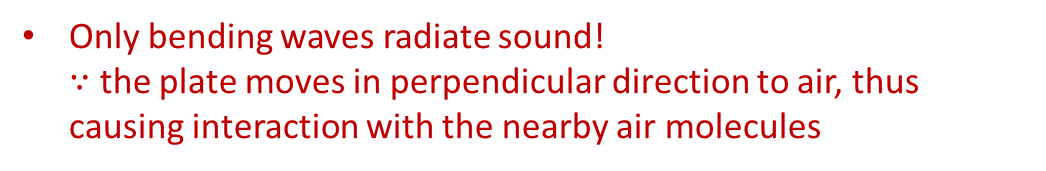 • Only bending waves radiate sound!
∵ the plate moves in perpendicular direction to air, thus
causing interaction with the nearby air molecules